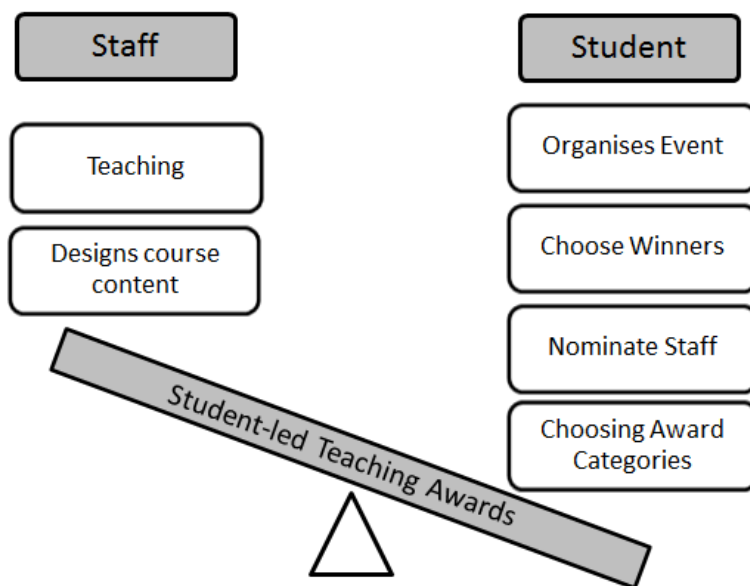 Staff
Student
Teaching
Designs course
content
Organises Event
Choose Winners
Nominate Staff
Choosing Award
Categories
Student-led Teaching Awards